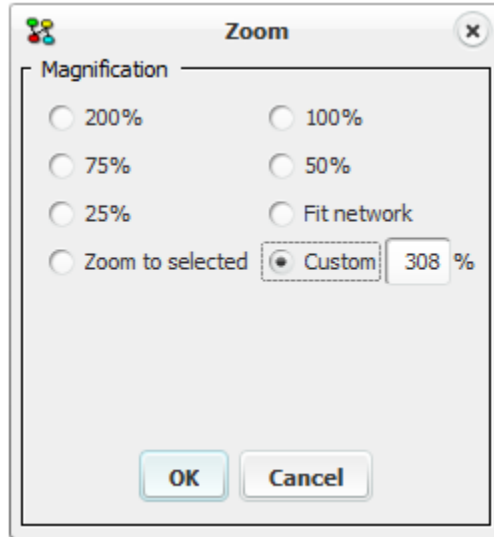 Zoom
Magnification
200% 100%
75% 50%
25% Fit network
Zoom to selected Custom 308 %
OK Cancel